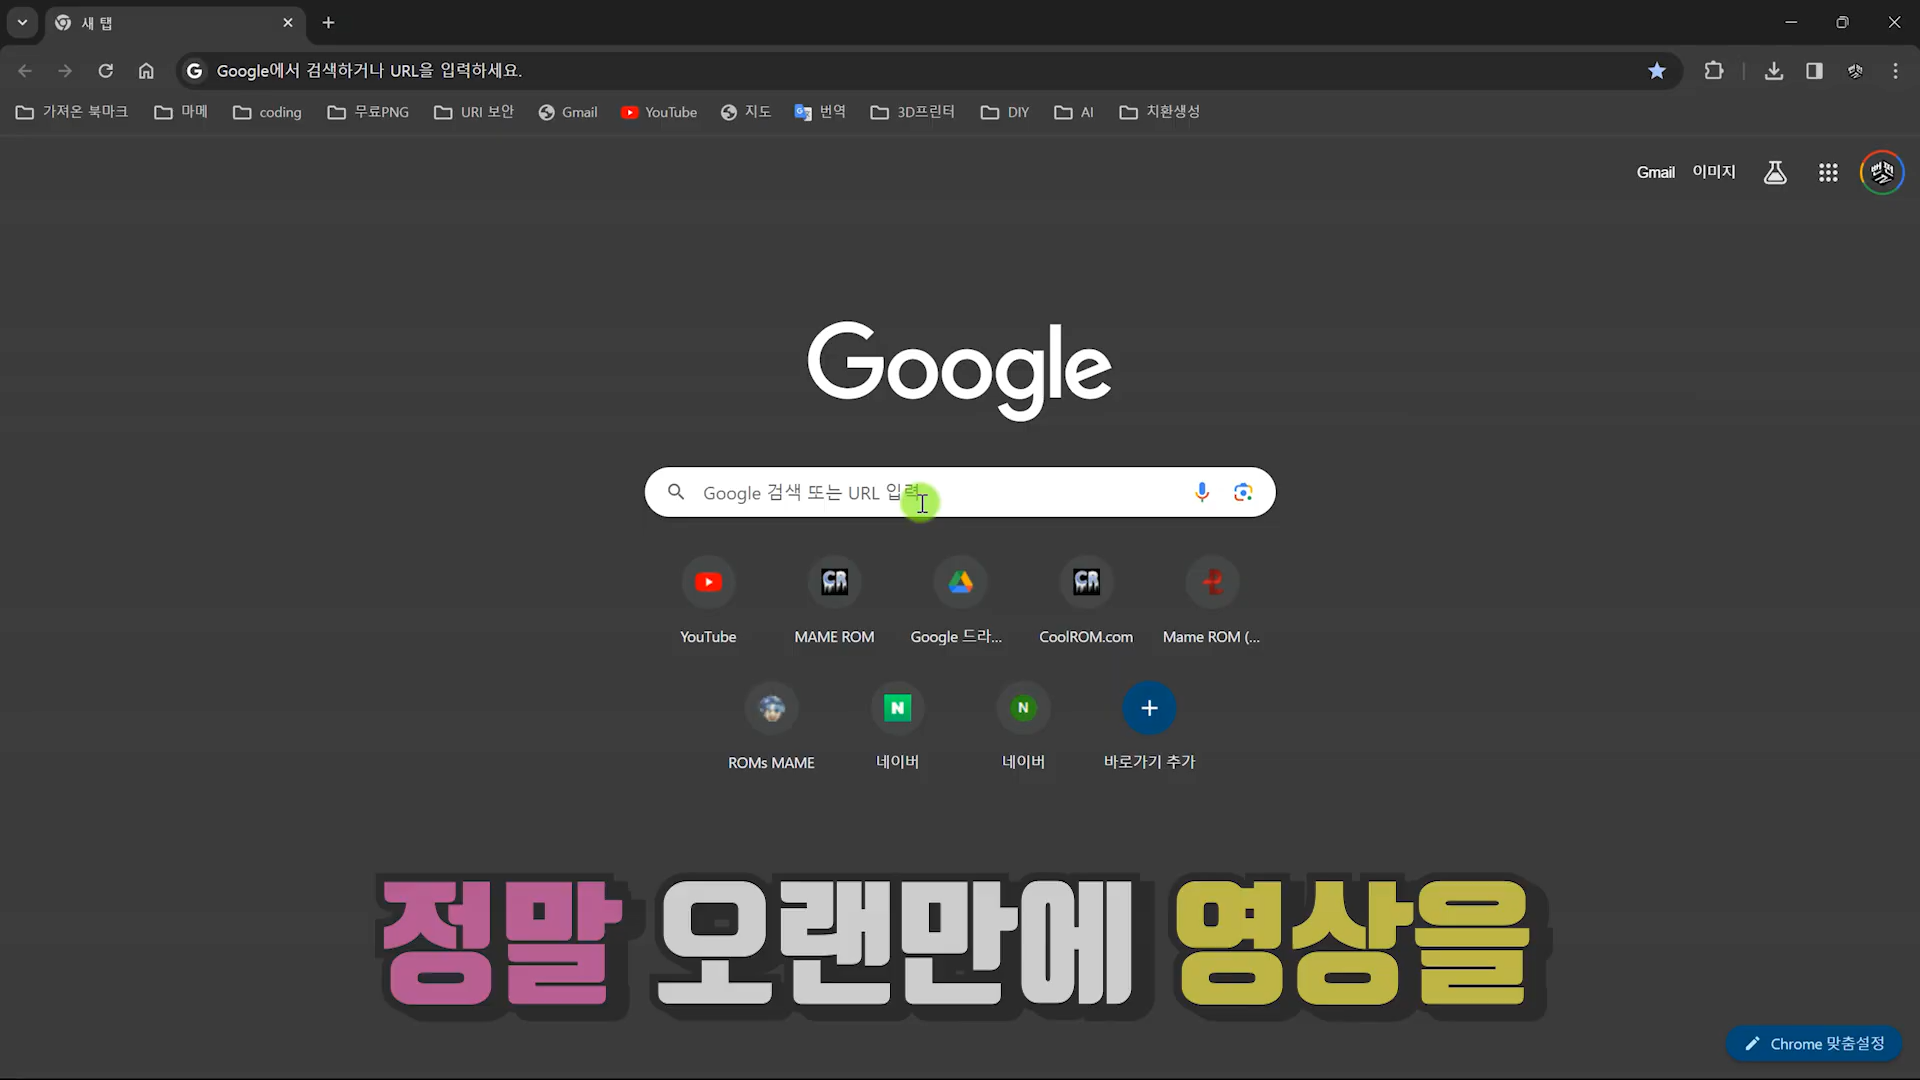 새 탭
Google에서 검색하거나 URL을 입력하세요.
가져온 북마크 마메 coding 무료PNG URI 보안 Gmail YouTube 지도 번역 3D프린터 DIY AI 치환생성
Gmail 이미지
Google
Google 검색 또는 URL 입력
YouTube MAME ROM Google 드라... CoolROM.com Mame ROM (...
ROMs MAME 네이버 네이버 바로가기 추가
정말 오랜만에 영상을
Chrome 맞춤설정